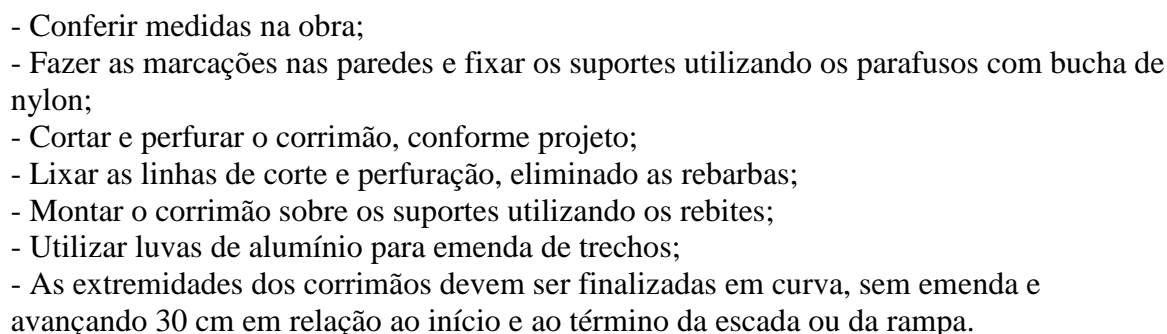 - Conferir medidas na obra;
- Fazer as marcações nas paredes e fixar os suportes utilizando os parafusos com bucha de
nylon;
- Cortar e perfurar o corrimão, conforme projeto;
- Lixar as linhas de corte e perfuração, eliminado as rebarbas;
- Montar o corrimão sobre os suportes utilizando os rebites;
- Utilizar luvas de alumínio para emenda de trechos;
- As extremidades dos corrimãos devem ser finalizadas em curva, sem emenda e
avançando 30 cm em relação ao início e ao término da escada ou da rampa.